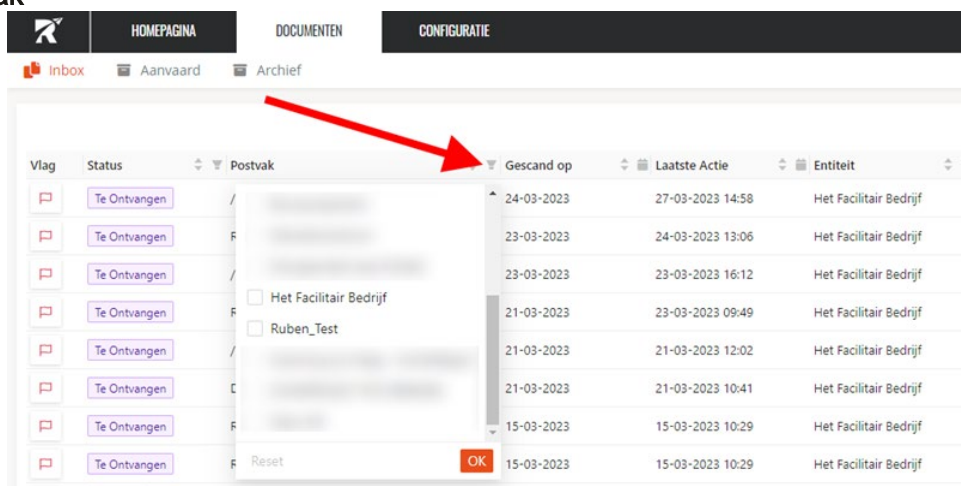 HOMEPAGINA DOCUMENTEN CONFIGURATIE
Inbox Aanvaard Archief
Vlag Status Postvak Gescand op Laatste Actie Entiteit
Te Ontvangen / 24-03-2023 27-03-2023 14:58 Het Facilitair Bedrijf
Te Ontvangen 23-03-2023 24-03-2023 13:06 Het Facilitair Bedrijf
Te Ontvangen / 23-03-2023 23-03-2023 16:12 Het Facilitair Bedrijf
Het Facilitair Bedrijf
Te Ontvangen 21-03-2023 23-03-2023 09:49 Het Facilitair Bedrijf
Ruben_Test
Te Ontvangen / 21-03-2023 21-03-2023 12:02 Het Facilitair Bedrijf
Te Ontvangen 21-03-2023 21-03-2023 10:41 Het Facilitair Bedrijf
Te Ontvangen 15-03-2023 15-03-2023 10:29 Het Facilitair Bedrijf
Te Ontvangen Reset OK 15-03-2023 15-03-2023 10:29 Het Facilitair Bedrijf